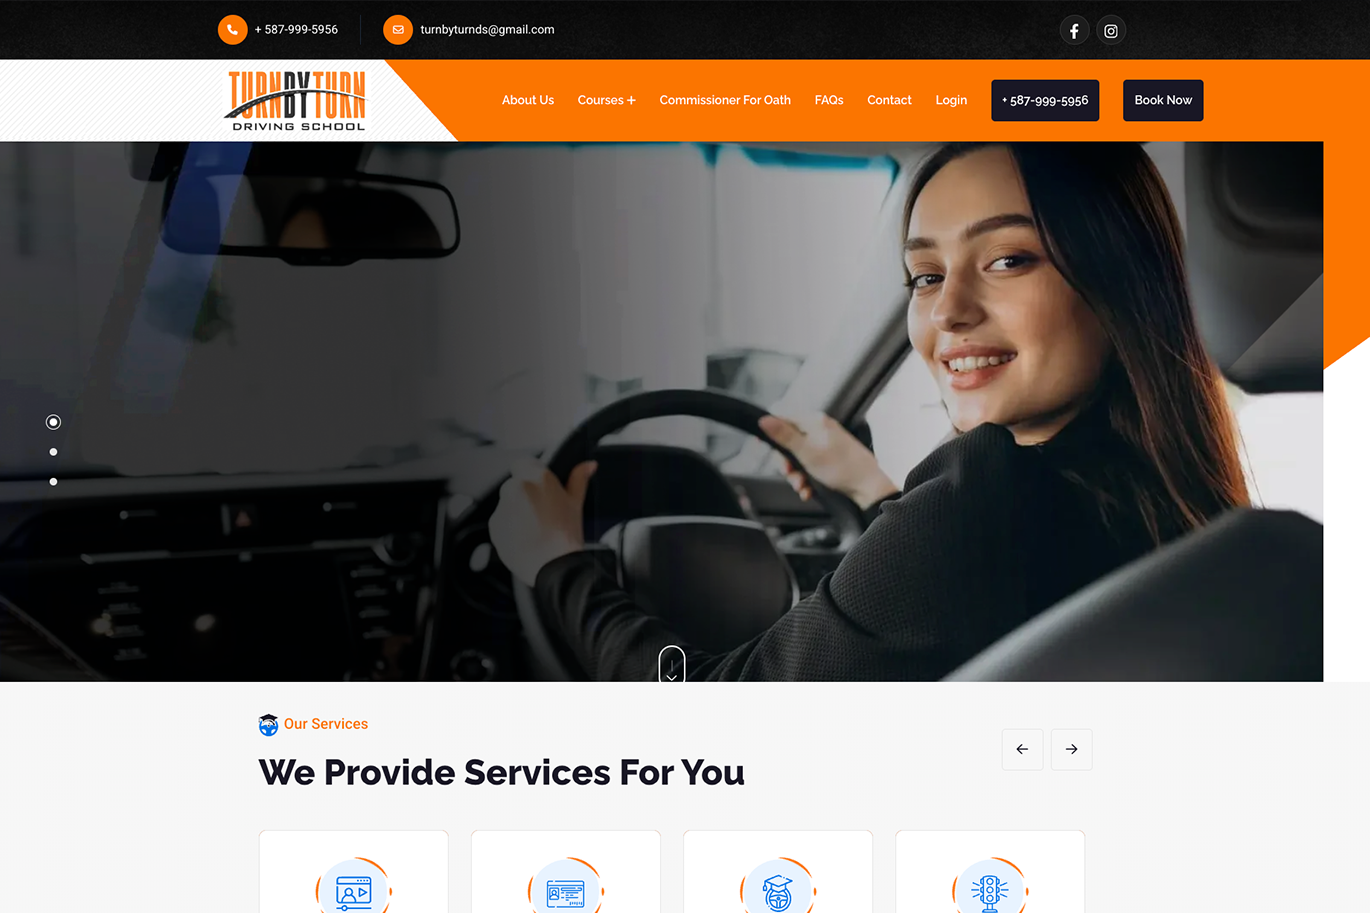 + 587-999-5956
turnbyturnds@gmail.com
TURNBYTURN
DRIVING SCHOOL
About Us
Courses +
Commissioner For Oath
FAQs
Contact
Login
+ 587-999-5956
Book Now
Our Services
We Provide Services For You